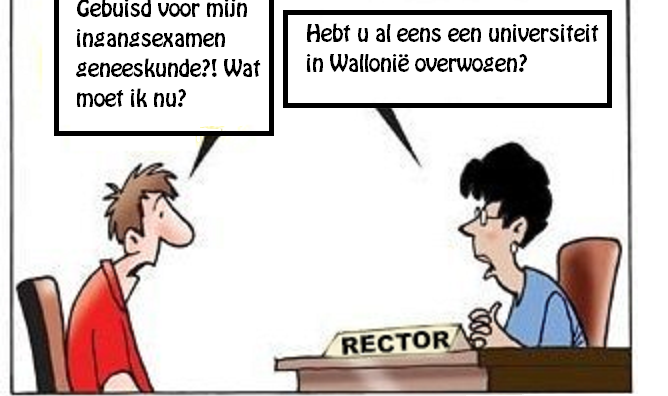 Gebuisd voor mijn
ingangsexamen
geneeskunde?! Wat
moet ik nu?
Hebt u al eens een universiteit
in Wallonië overwogen?
RECTOR